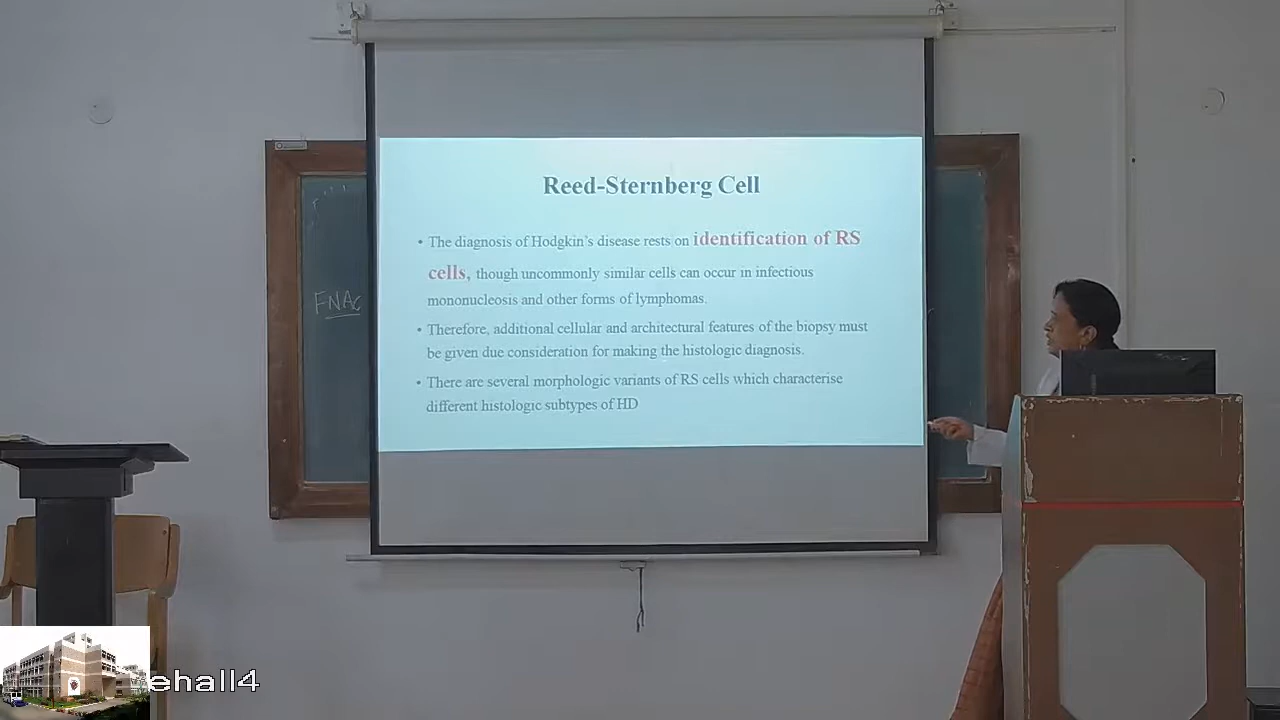 Reed-Sternberg Cell
• The diagnosis of Hodgkin's disease rests on identification of RS
cells, though uncommonly similar cells can occur in infectious
mononucleosis and other forms of lymphomas.
• Therefore, additional cellular and architectural features of the biopsy must
be given due consideration for making the histologic diagnosis.
• There are several morphologic variants of RS cells which characterise
different histologic subtypes of HD
FNAC
ehall4